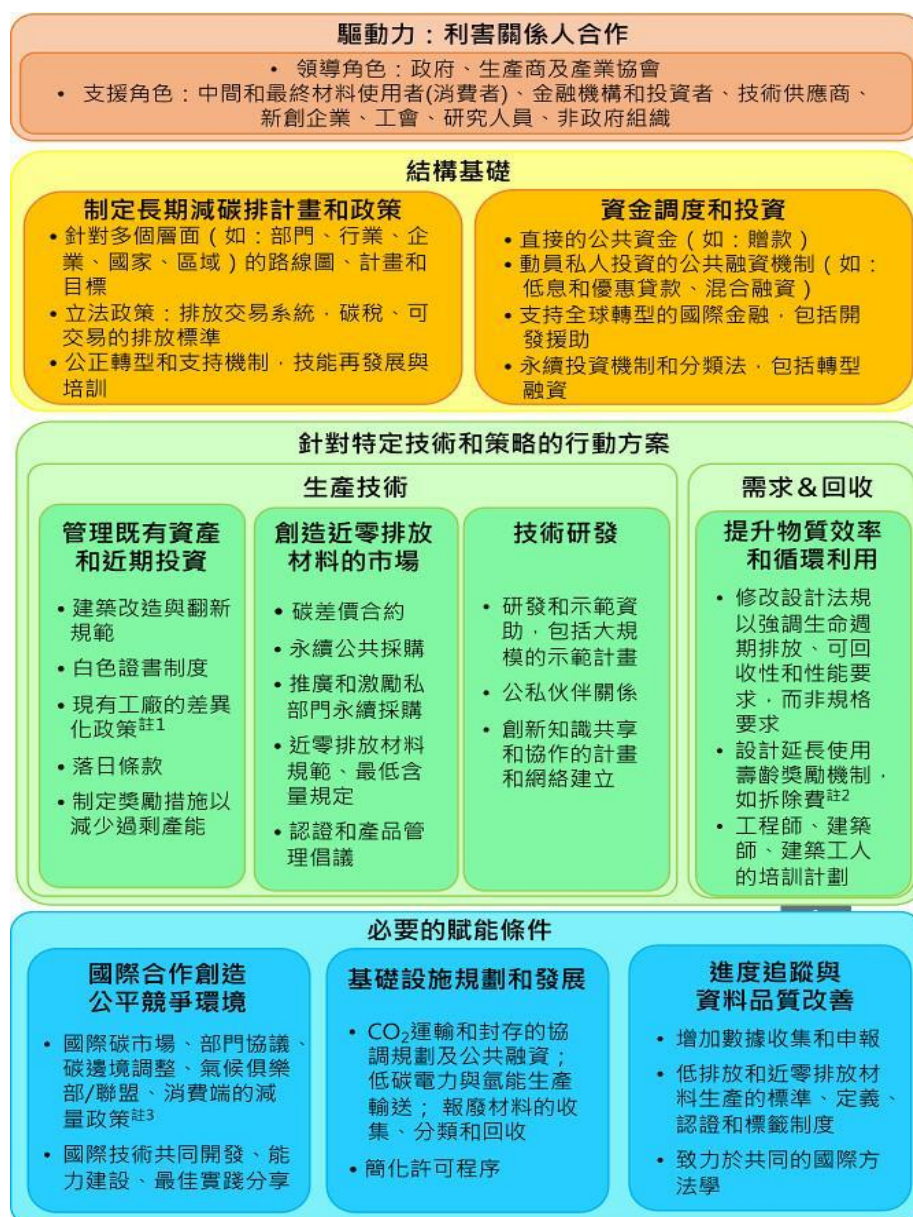 驅動力：利害關係人合作
• 領導角色：政府、生產商及產業協會
• 支援角色：中間和最終材料使用者(消費者)、金融機構和投資者、技術供應商、
新創企業、工會、研究人員、非政府組織
結構基礎
制定長期減碳排計畫和政策
• 針對多個層面（如：部門、行業、企
業、國家、區域）的路線圖、計畫和
目標
• 立法政策：排放交易系統，碳稅、可
交易的排放標準
• 公正轉型和支持機制，技能再發展與
培訓
資金調度和投資
• 直接的公共資金（如：贈款）
• 動員私人投資的公共融資機制（如：
低息和優惠貸款、混合融資）
• 支持全球轉型的國際金融，包括開
發援助
• 永續投資機制和分類法，包括轉型
融資
針對特定技術和策略的行動方案
生產技術
管理既有資產
和近期投資
• 建築改造與翻新
規範
• 白色證書制度
• 現有工廠的差異
化政策註1
• 落日條款
• 制定獎勵措施以
減少過剩產能
創造近零排放
材料的市場
• 碳差價合約
• 永續公共採購
• 推廣和激勵私
部門永續採購
• 近零排放材料
規範、最低含
量規定
• 認證和產品管
理倡議
技術研發
• 研發和示範資
助，包括大規
模的示範計畫
• 公私伙伴關係
• 創新知識共享
和協作的計畫
和網絡建立
需求＆回收
提升物質效率
和循環利用
• 修改設計法規
以強調生命週
期排放、可回
收性和性能要
求，而非規格
要求
• 設計延長使用
壽齡獎勵機制，
如拆除費註2
• 工程師、建築
師、建築工人
的培訓計劃
必要的賦能條件
國際合作創造
公平競爭環境
• 國際碳市場、部門協議、
碳邊境調整、氣候俱樂
部/聯盟、消費端的減
量政策註3
• 國際技術共同開發、能
力建設、最佳實踐分享
基礎設施規劃和發展
• CO₂運輸和封存的協
調規劃及公共融資；
低碳電力與氫能生產
輸送；報廢材料的收
集、分類和回收
• 簡化許可程序
進度追蹤與
資料品質改善
• 增加數據收集和申報
• 低排放和近零排放材
料生產的標準、定義、
認證和標籤制度
• 致力於共同的國際方
法學